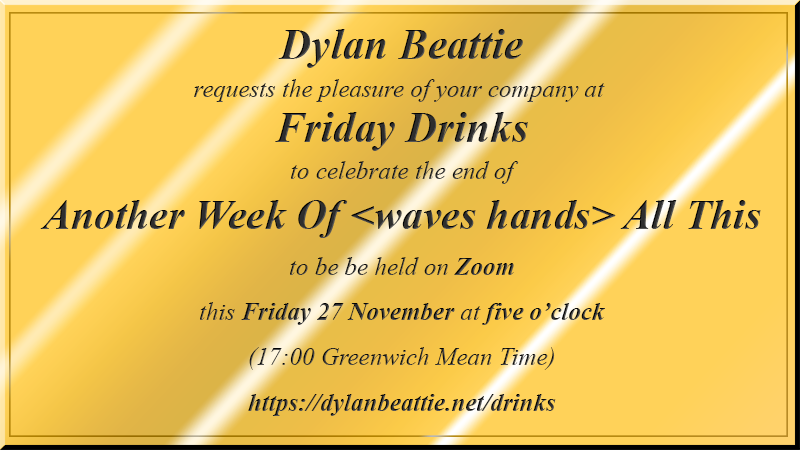 Dylan Beattie
requests the pleasure of your company at
Friday Drinks
to celebrate the end of
Another Week Of <waves hands> All This
to be be held on Zoom
this Friday 27 November at five o’clock
(17:00 Greenwich Mean Time)
https://dylanbeattie.net/drinks